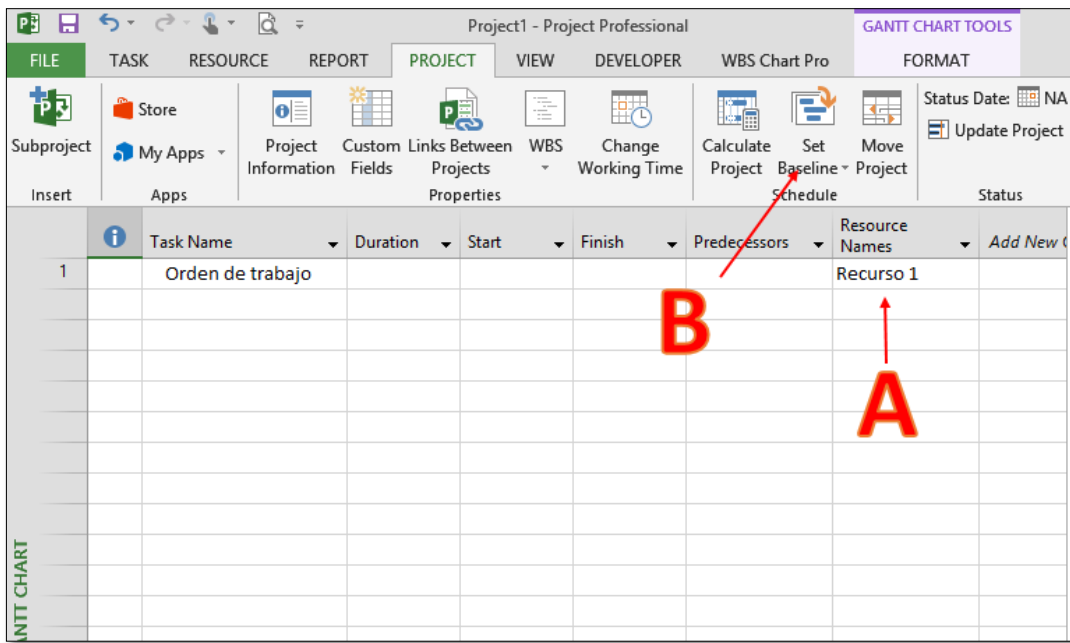 Project1 - Project Professional
GANTT CHART TOOLS
FILE TASK RESOURCE REPORT PROJECT VIEW DEVELOPER WBS Chart Pro FORMAT
Subproject
Insert
Store
My Apps
Apps
Project Information
Custom Fields
Links Between Projects
WBS
Change Working Time
Properties
Calculate Project
Set Baseline
Move Project
Schedule
Status Date: NA
Update Project
Status
Task Name Duration Start Finish Predecessors Resource Names Add New
1 Orden de trabajo Recurso 1
B
A
GANTT CHART